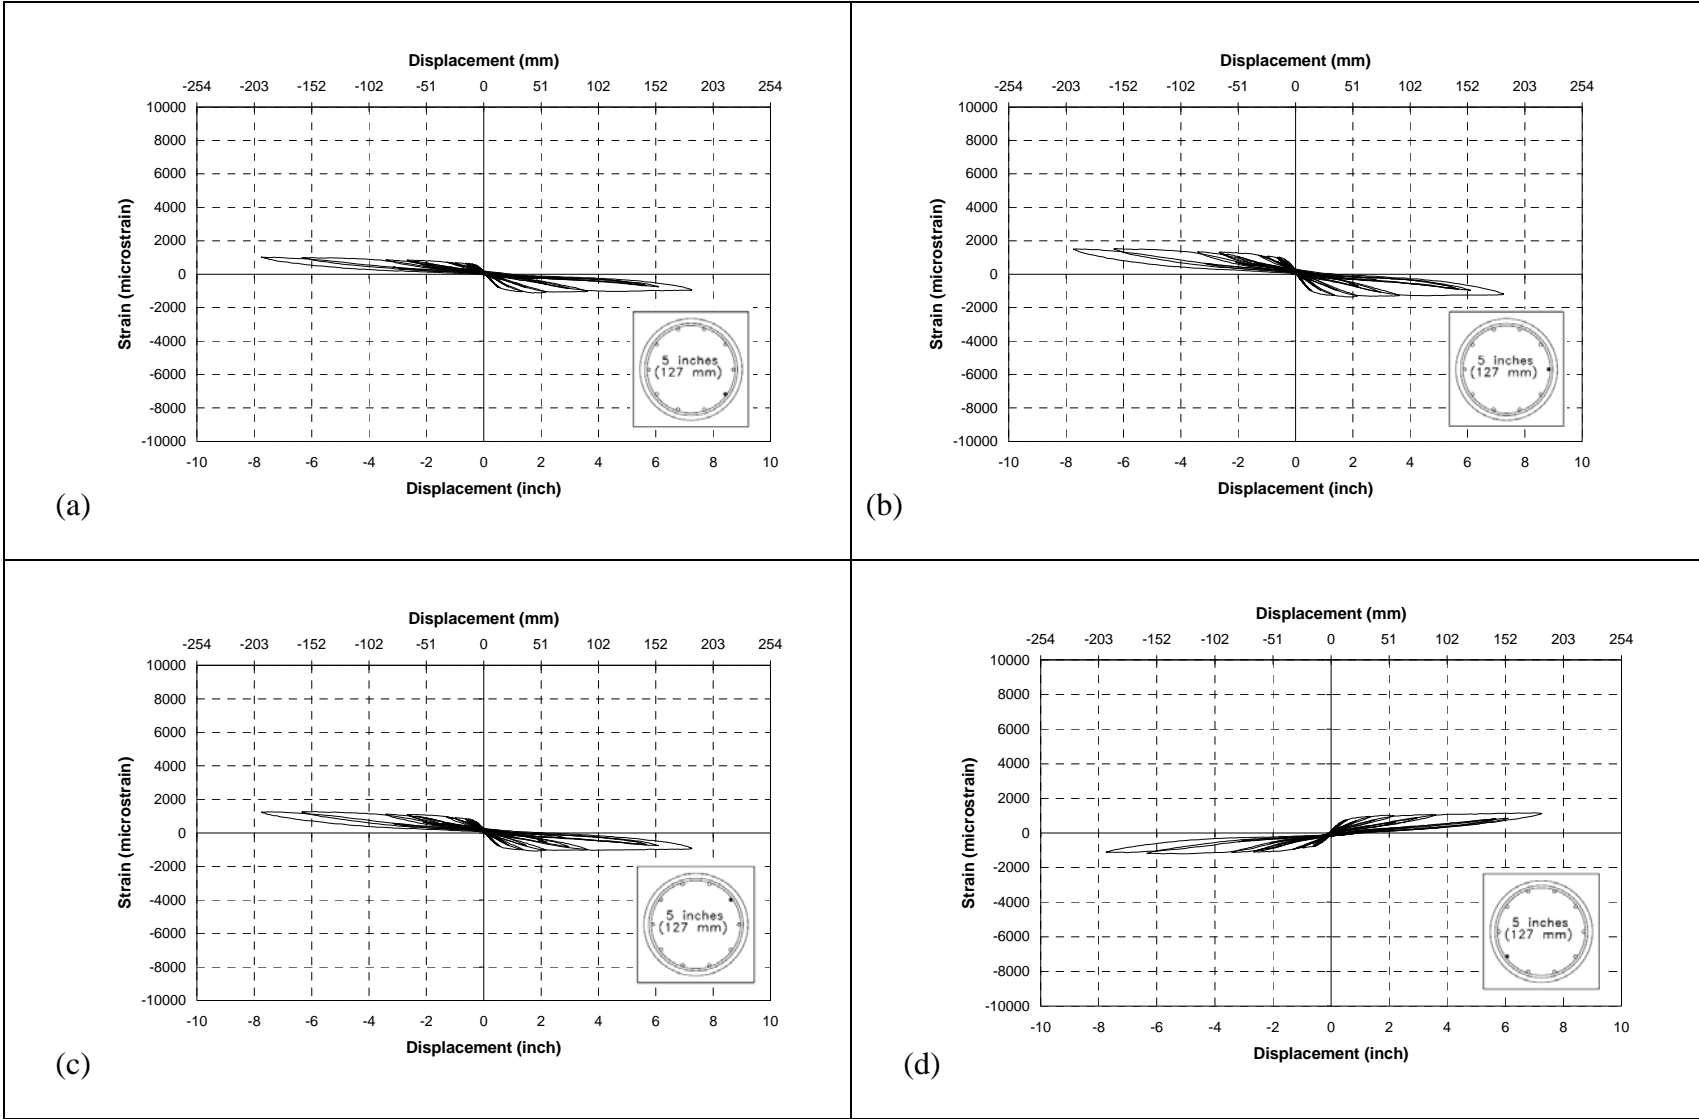 Displacement (mm)
-254 -203 -152 -102 -51 0 51 102 152 203 254
10000
8000
6000
4000
2000
0
-2000
-4000
-6000
-8000
-10000
Strain (microstrain)
5 inches
(127 mm)
-10 -8 -6 -4 -2 0 2 4 6 8 10
Displacement (inch)
(a)
Displacement (mm)
-254 -203 -152 -102 -51 0 51 102 152 203 254
10000
8000
6000
4000
2000
0
-2000
-4000
-6000
-8000
-10000
Strain (microstrain)
5 inches
(127 mm)
-10 -8 -6 -4 -2 0 2 4 6 8 10
Displacement (inch)
(b)
Displacement (mm)
-254 -203 -152 -102 -51 0 51 102 152 203 254
10000
8000
6000
4000
2000
0
-2000
-4000
-6000
-8000
-10000
Strain (microstrain)
5 inches
(127 mm)
-10 -8 -6 -4 -2 0 2 4 6 8 10
Displacement (inch)
(c)
Displacement (mm)
-254 -203 -152 -102 -51 0 51 102 152 203 254
10000
8000
6000
4000
2000
0
-2000
-4000
-6000
-8000
-10000
Strain (microstrain)
5 inches
(127 mm)
-10 -8 -6 -4 -2 0 2 4 6 8 10
Displacement (inch)
(d)